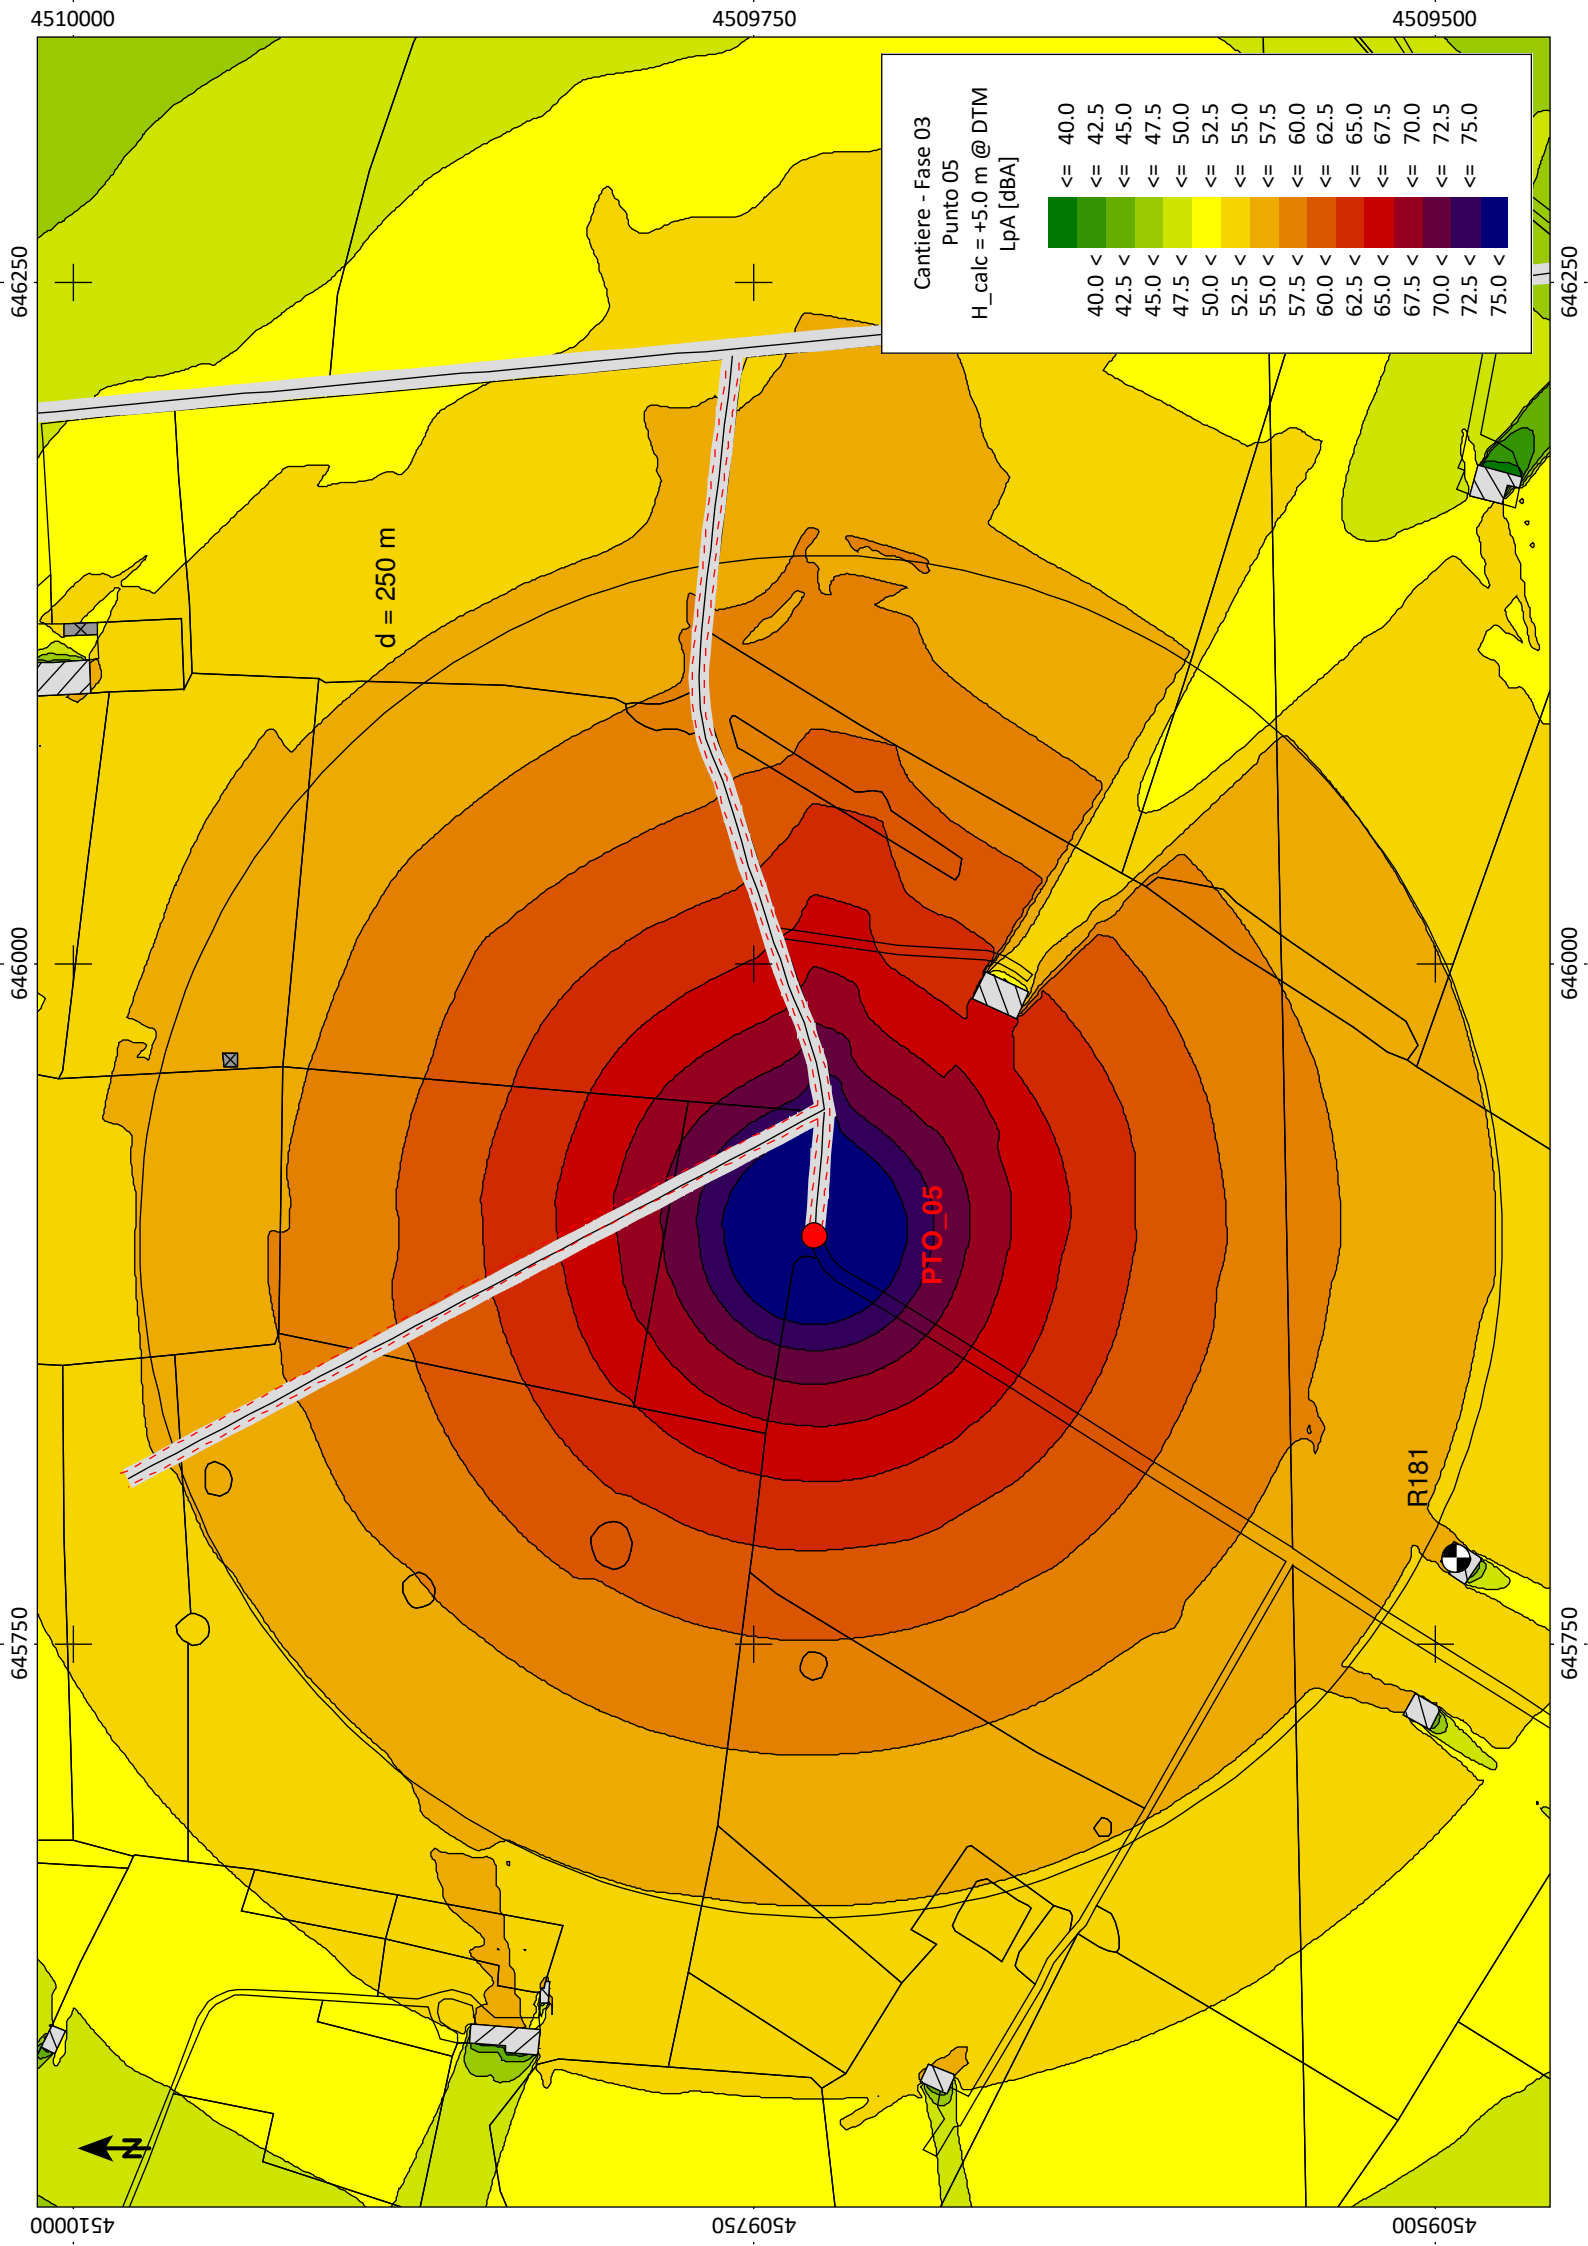 4510000
4509750
4509500
646250
646250
646000
646000
645750
645750
4510000
4509750
4509500
Cantiere - Fase 03
Punto 05
H_calc = +5.0 m @ DTM
LpA [dBA]
<= 40.0
40.0 < <= 42.5
42.5 < <= 45.0
45.0 < <= 47.5
47.5 < <= 50.0
50.0 < <= 52.5
52.5 < <= 55.0
55.0 < <= 57.5
57.5 < <= 60.0
60.0 < <= 62.5
62.5 < <= 65.0
65.0 < <= 67.5
67.5 < <= 70.0
70.0 < <= 72.5
72.5 < <= 75.0
75.0 <
d = 250 m
PTO_05
R181
N